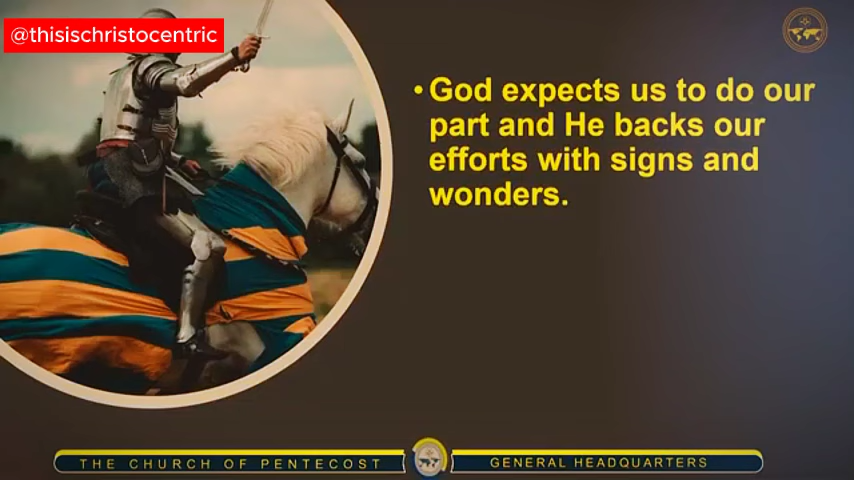 @thisischristocentric
• God expects us to do our
part and He backs our
efforts with signs and
wonders.
THE CHURCH OF PENTECOST
GENERAL HEADQUARTERS